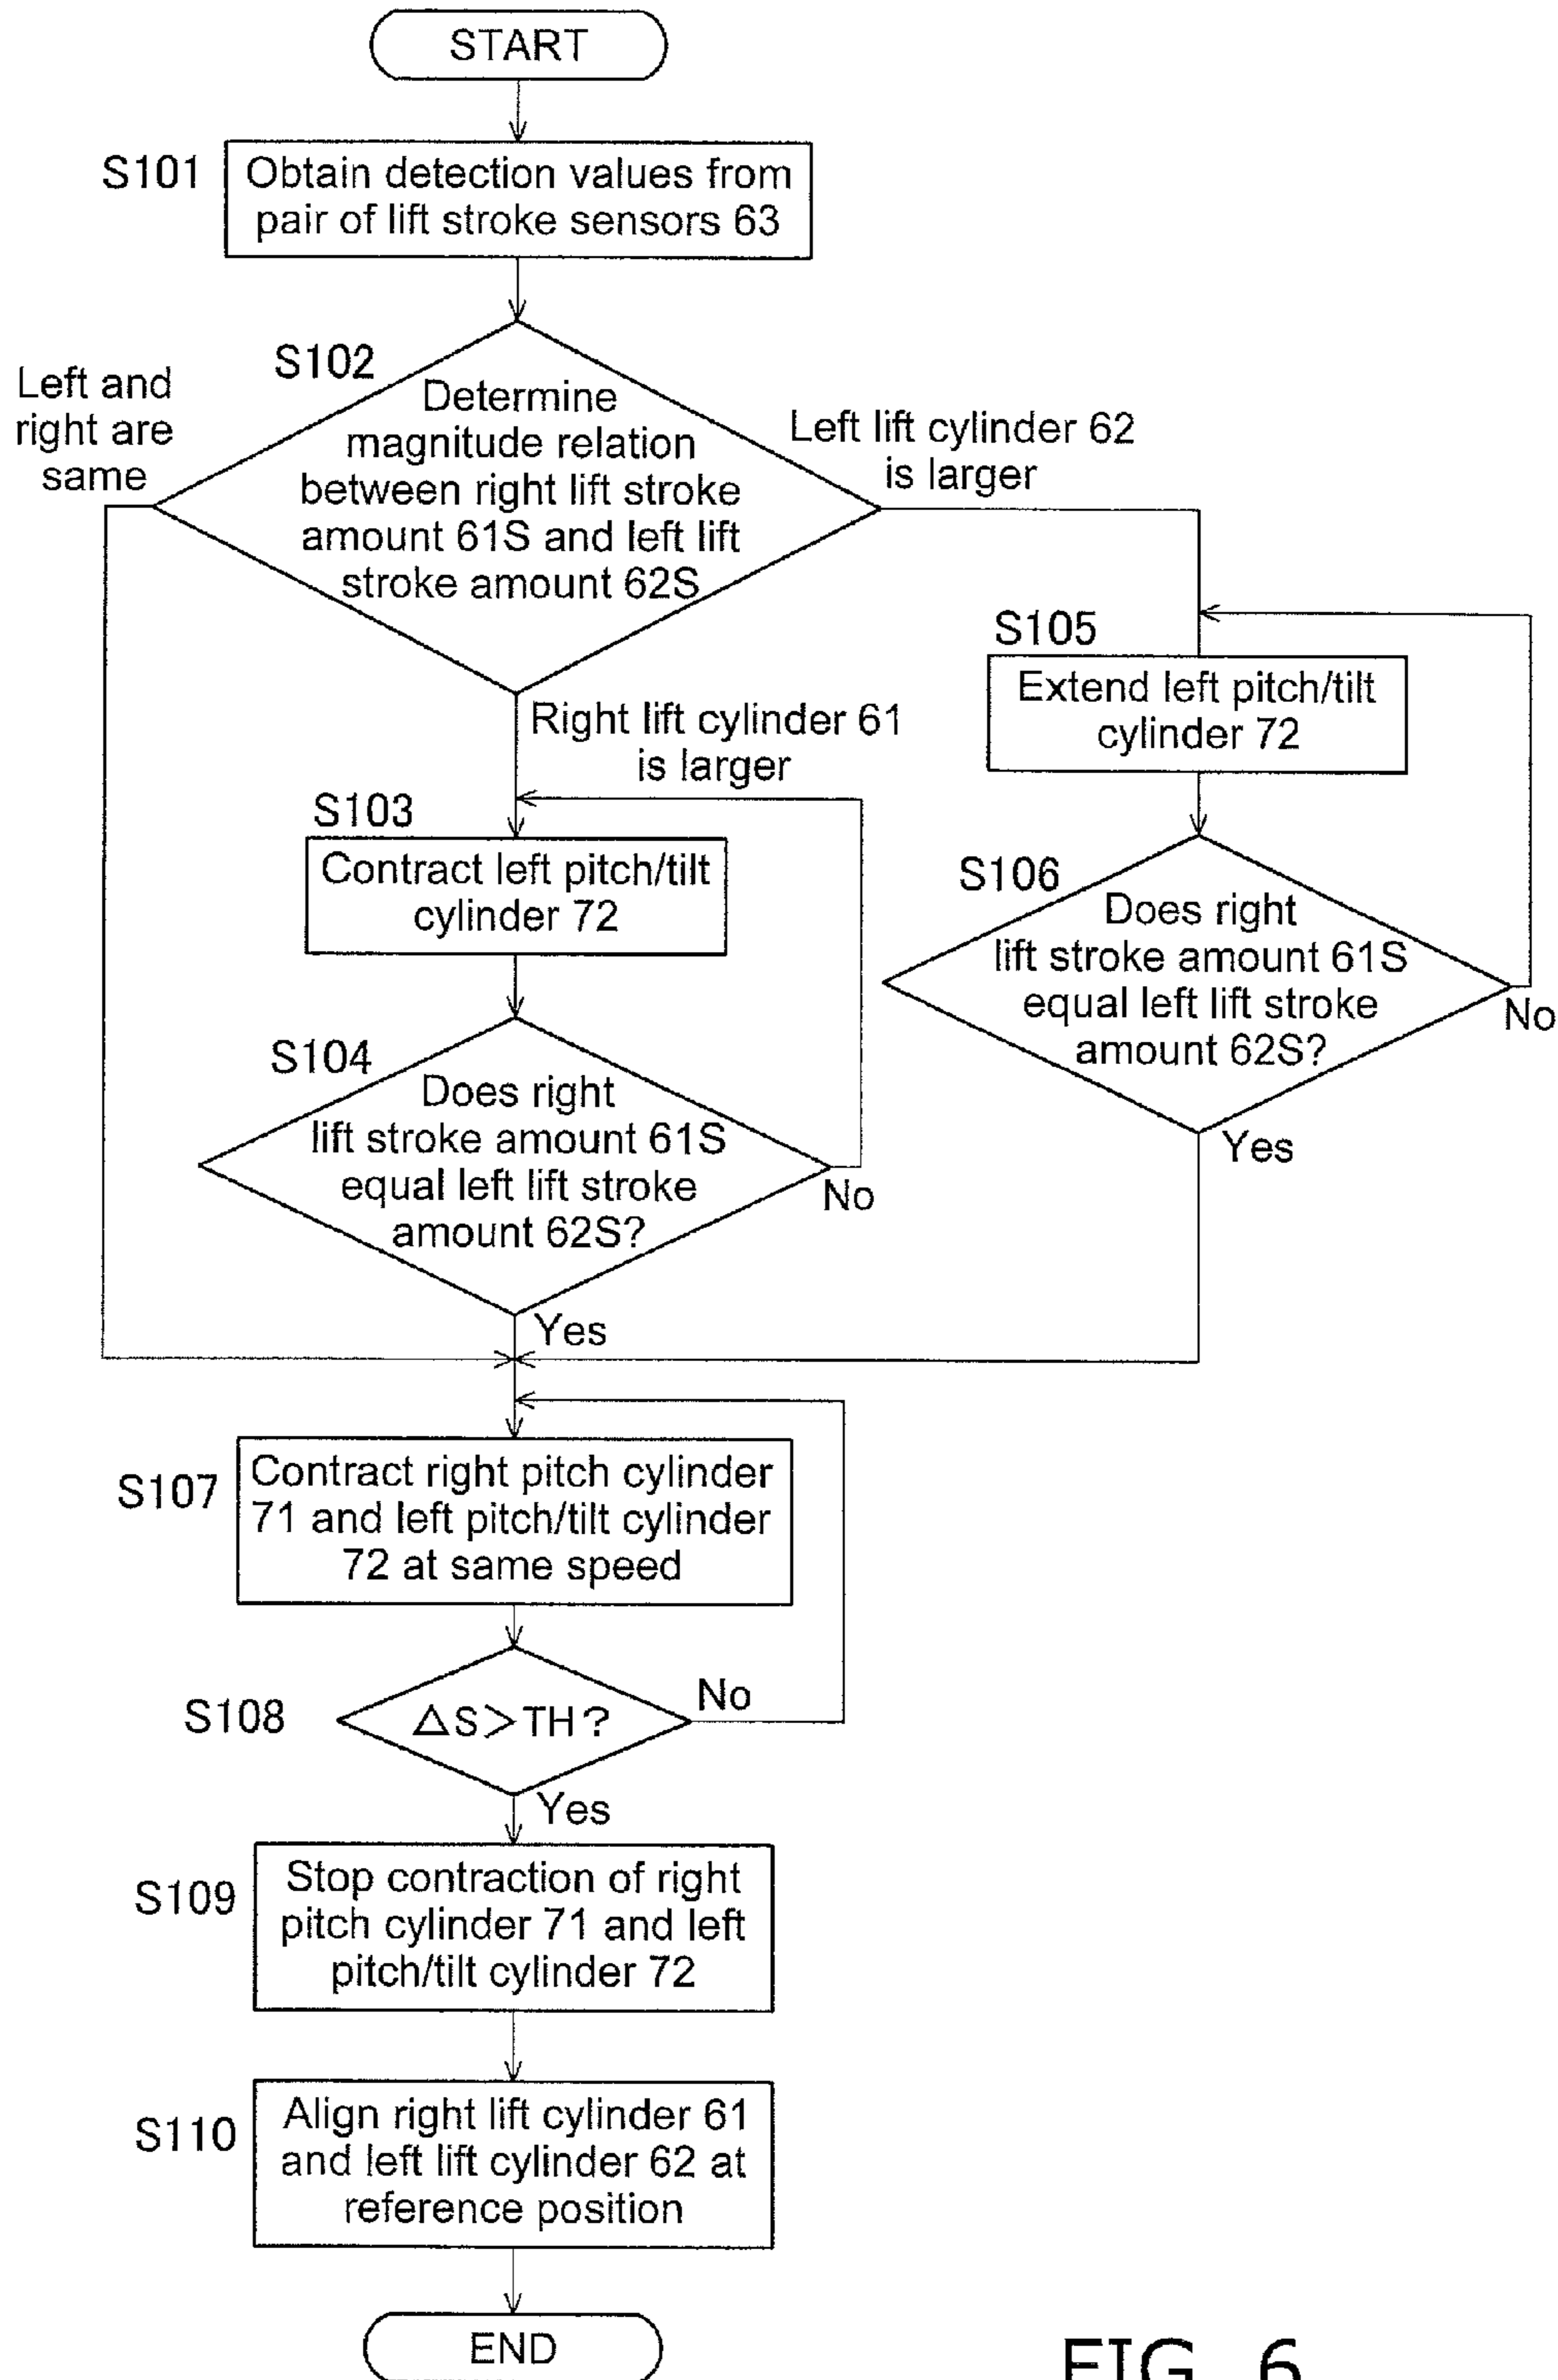 START
S101
Obtain detection values from
pair of lift stroke sensors 63
S102
Left and
right are
same
Determine
magnitude relation
between right lift stroke
amount 61S and left lift
stroke amount 62S
Left lift cylinder 62
is larger
Right lift cylinder 61
is larger
S105
Extend left pitch/tilt
cylinder 72
S103
Contract left pitch/tilt
cylinder 72
S106
Does right
lift stroke amount 61S
equal left lift stroke
amount 62S?
No
Yes
S104
Does right
lift stroke amount 61S
equal left lift stroke
amount 62S?
No
Yes
S107
Contract right pitch cylinder
71 and left pitch/tilt cylinder
72 at same speed
S108
△S>TH?
No
Yes
S109
Stop contraction of right
pitch cylinder 71 and left
pitch/tilt cylinder 72
S110
Align right lift cylinder 61
and left lift cylinder 62 at
reference position
END
FIG. 6